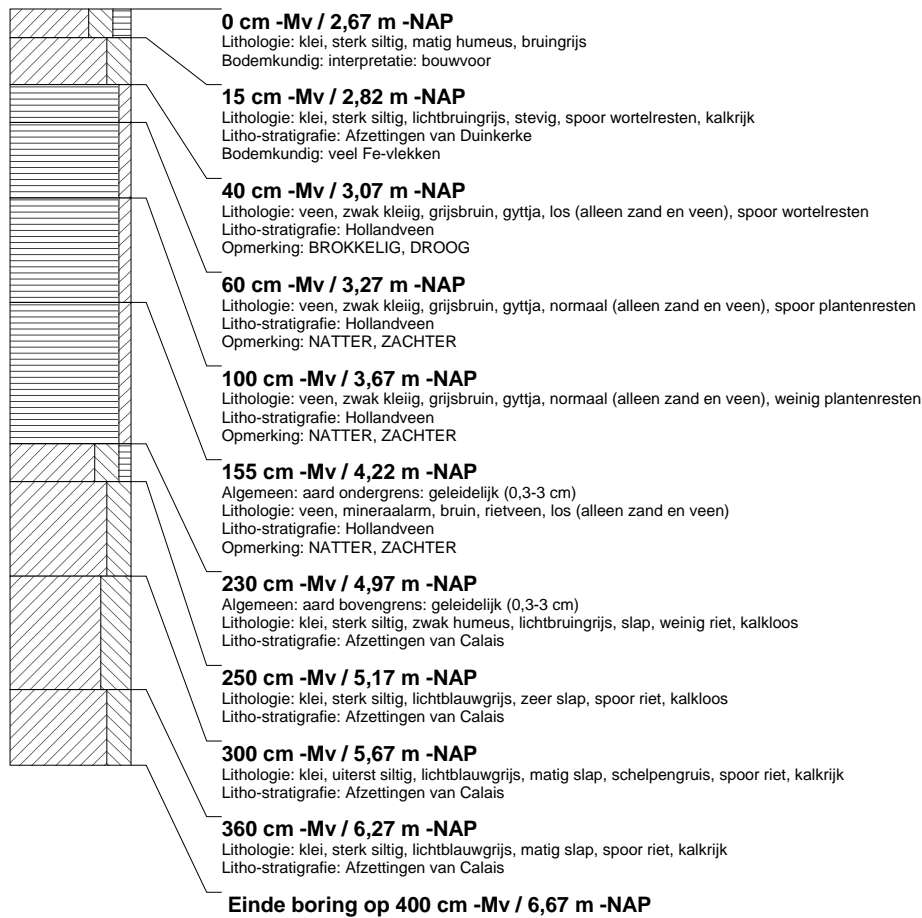 0 cm -Mv / 2,67 m -NAP
Lithologie: klei, sterk siltig, matig humeus, bruingrijs
Bodemkundig: interpretatie: bouwvoor
15 cm -Mv / 2,82 m -NAP
Lithologie: klei, sterk siltig, lichtbruingrijs, stevig, spoor wortelresten, kalkrijk
Litho-stratigrafie: Afzettingen van Duinkerke
Bodemkundig: veel Fe-vlekken
40 cm -Mv / 3,07 m -NAP
Lithologie: veen, zwak kleiig, grijsbruin, gyttja, los (alleen zand en veen), spoor wortelresten
Litho-stratigrafie: Hollandveen
Opmerking: BROKKELIG, DROOG
60 cm -Mv / 3,27 m -NAP
Lithologie: veen, zwak kleiig, grijsbruin, gyttja, normaal (alleen zand en veen), spoor plantenresten
Litho-stratigrafie: Hollandveen
Opmerking: NATTER, ZACHTER
100 cm -Mv / 3,67 m -NAP
Lithologie: veen, zwak kleiig, grijsbruin, gyttja, normaal (alleen zand en veen), weinig plantenresten
Litho-stratigrafie: Hollandveen
Opmerking: NATTER, ZACHTER
155 cm -Mv / 4,22 m -NAP
Algemeen: aard ondergrens: geleidelijk (0,3-3 cm)
Lithologie: veen, mineraalarm, bruin, rietveen, los (alleen zand en veen)
Litho-stratigrafie: Hollandveen
Opmerking: NATTER, ZACHTER
230 cm -Mv / 4,97 m -NAP
Algemeen: aard bovengrens: geleidelijk (0,3-3 cm)
Lithologie: klei, sterk siltig, zwak humeus, lichtbruingrijs, slap, weinig riet, kalkloos
Litho-stratigrafie: Afzettingen van Calais
250 cm -Mv / 5,17 m -NAP
Lithologie: klei, sterk siltig, lichtblauwgrijs, zeer slap, spoor riet, kalkloos
Litho-stratigrafie: Afzettingen van Calais
300 cm -Mv / 5,67 m -NAP
Lithologie: klei, uiterst siltig, lichtblauwgrijs, matig slap, schelpengruis, spoor riet, kalkrijk
Litho-stratigrafie: Afzettingen van Calais
360 cm -Mv / 6,27 m -NAP
Lithologie: klei, sterk siltig, lichtblauwgrijs, matig slap, spoor riet, kalkrijk
Litho-stratigrafie: Afzettingen van Calais
Einde boring op 400 cm -Mv / 6,67 m -NAP